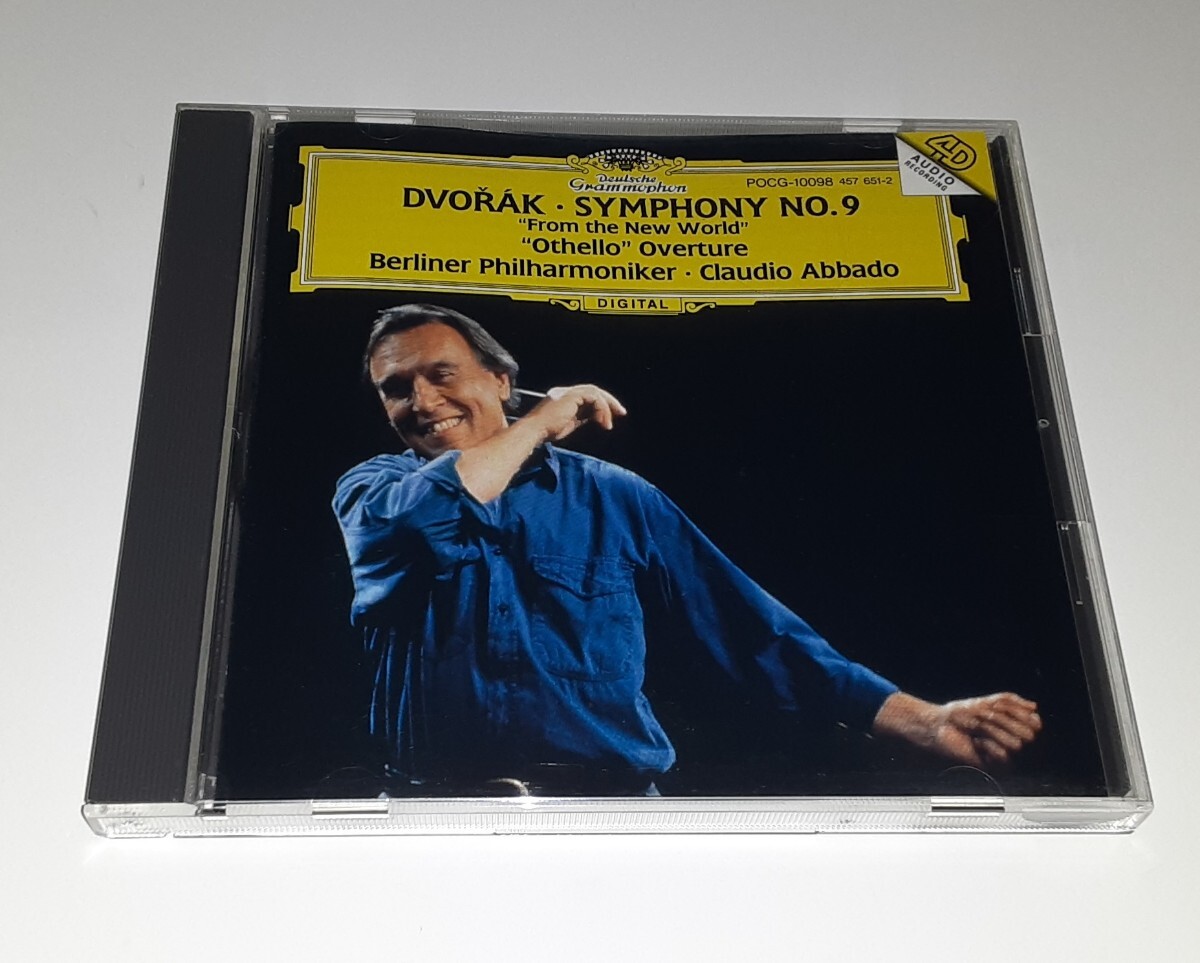 Deutsche
Grammophon
POCG-10098 457 651-2
4D
AUDIO
RECORDING
DVOŘÁK · SYMPHONY NO. 9
“From the New World”
“Othello” Overture
Berliner Philharmoniker · Claudio Abbado
DIGITAL